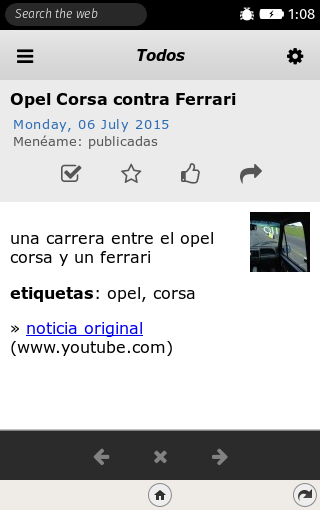 Search the web
1:08
Todos
Opel Corsa contra Ferrari
Monday, 06 July 2015
Menéame: publicadas
una carrera entre el opel
corsa y un ferrari
etiquetas: opel, corsa
» noticia original
(www.youtube.com)